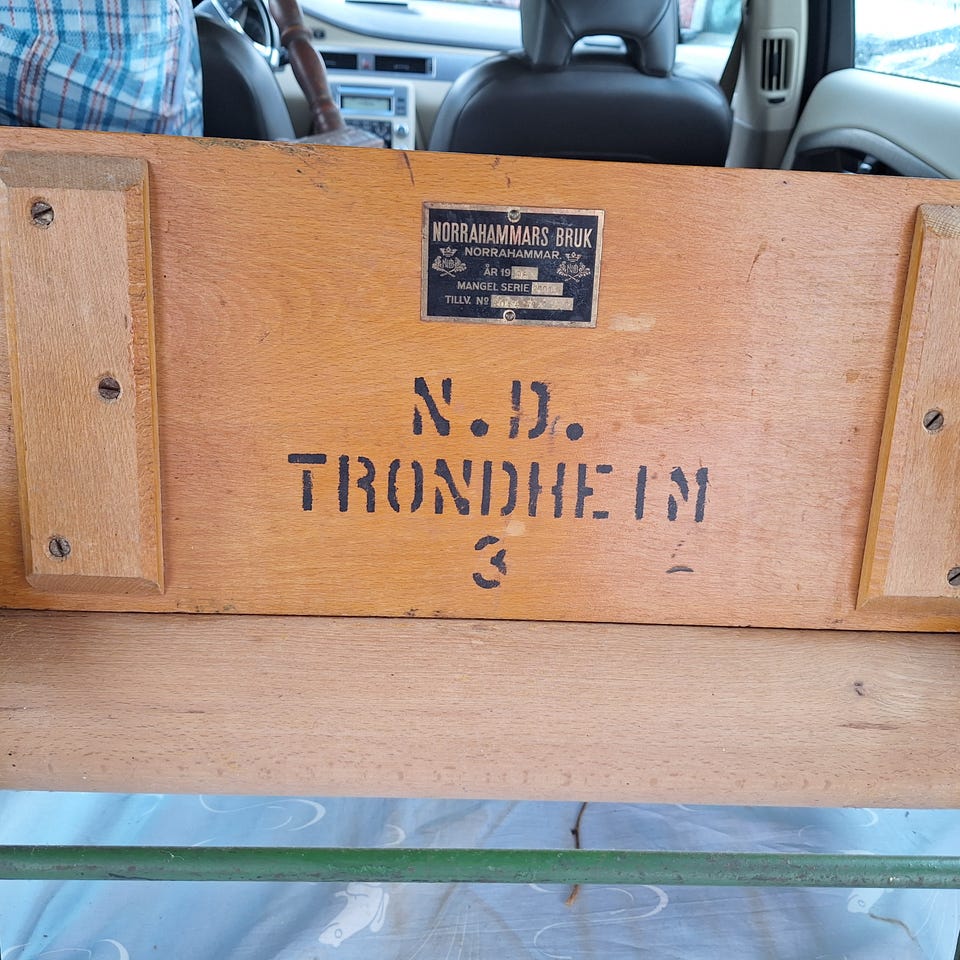 NORRAHAMMARS BRUK
NORRAHAMMAR
ÅR 19
MANGEL SERIE
TILLV. Nº
N.D.
TRONDHEIM
3